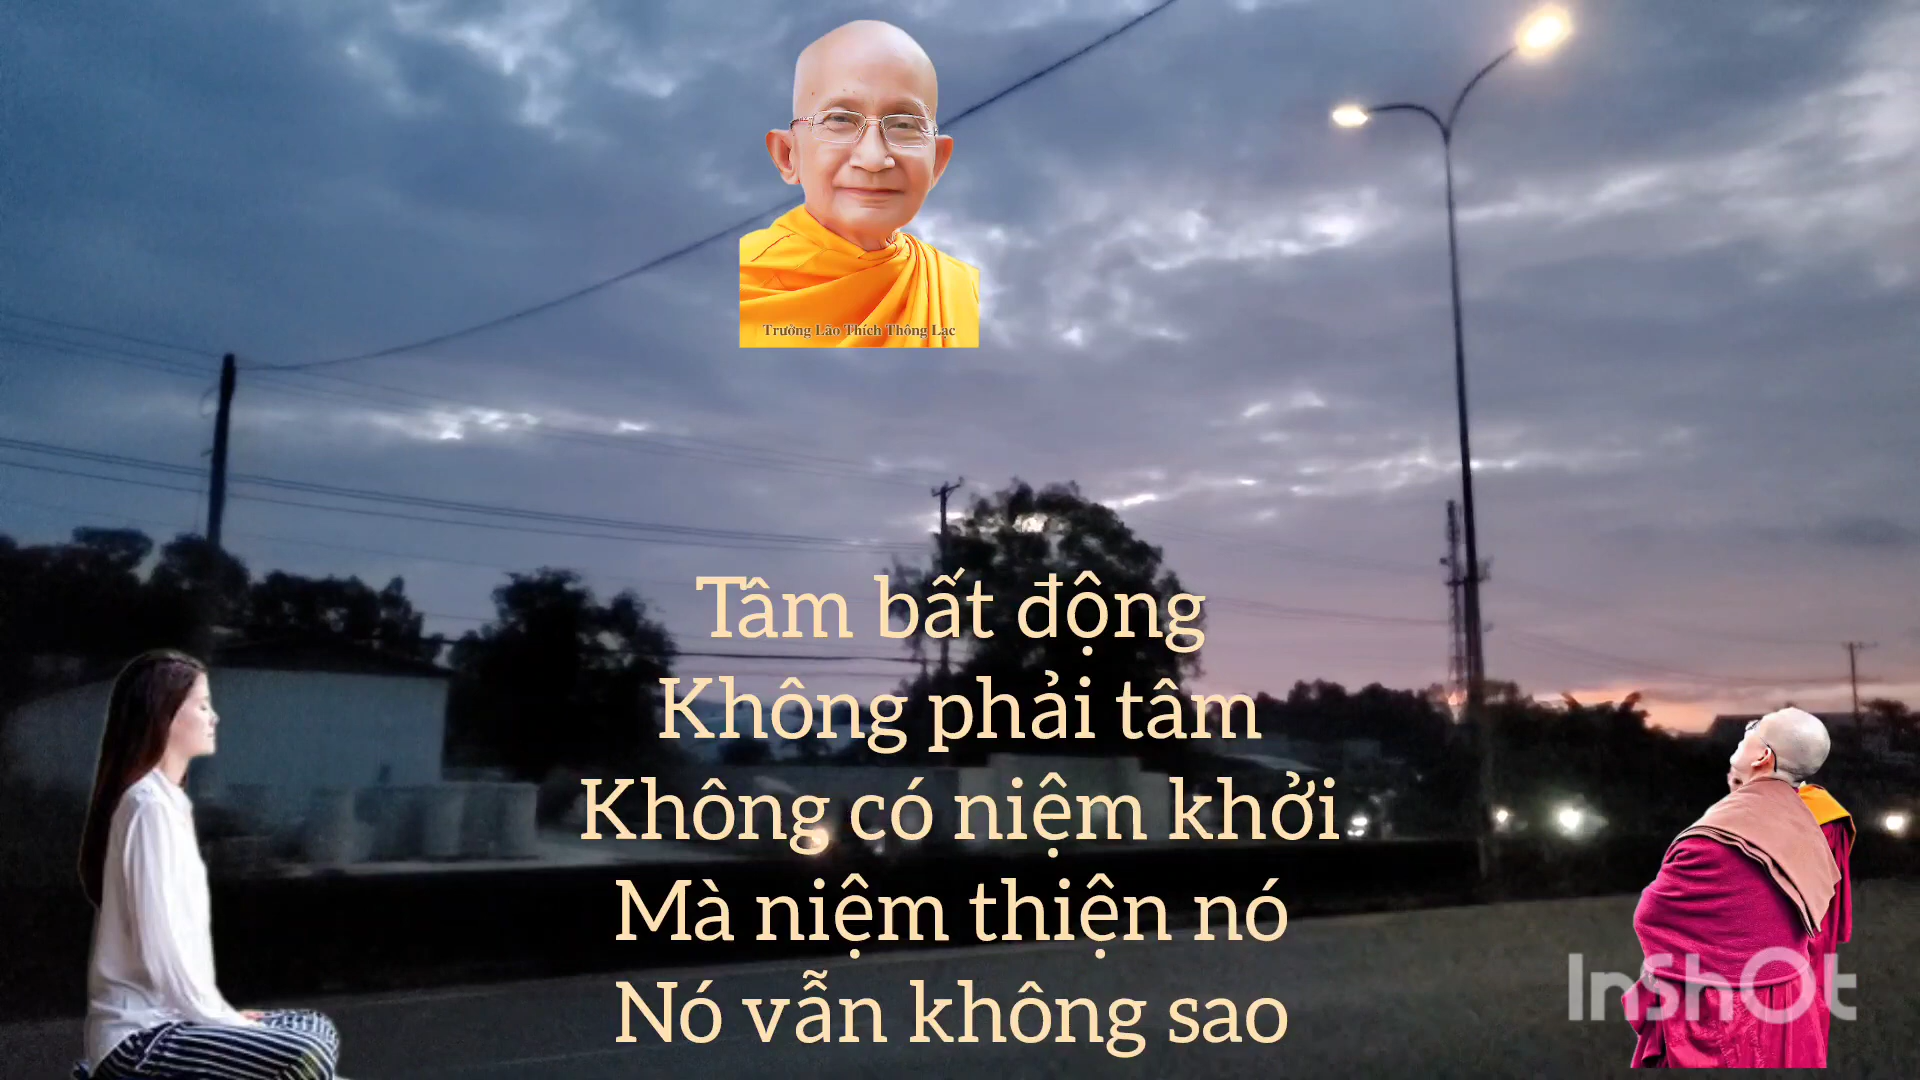 Trưởng Lão Thích Thông Lạc
Tâm bất động
Không phải tâm
Không có niệm khởi
Mà niệm thiện nó
Nó vẫn không sao
InShOt